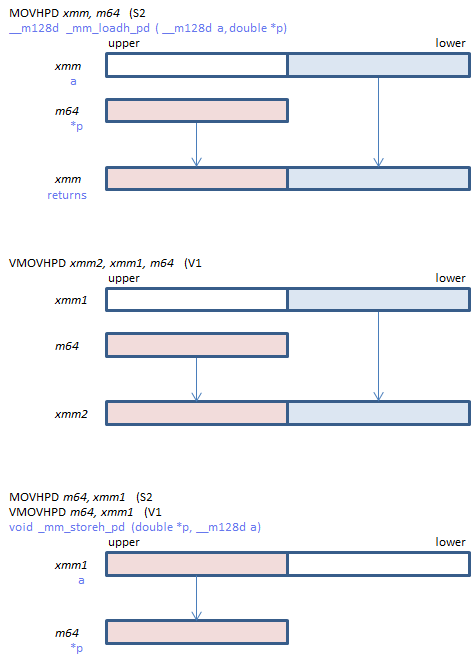 MOVHPD xmm, m64 (S2
__m128d _mm_loadh_pd ( __m128d a, double *p)
upper lower
xmm
a
m64
*p
xmm
returns
VMOVHPD xmm2, xmm1, m64 (V1
upper lower
xmm1
m64
xmm2
MOVHPD m64, xmm1 (S2
VMOVHPD m64, xmm1 (V1
void _mm_storeh_pd (double *p, __m128d a)
upper lower
xmm1
a
m64
*p